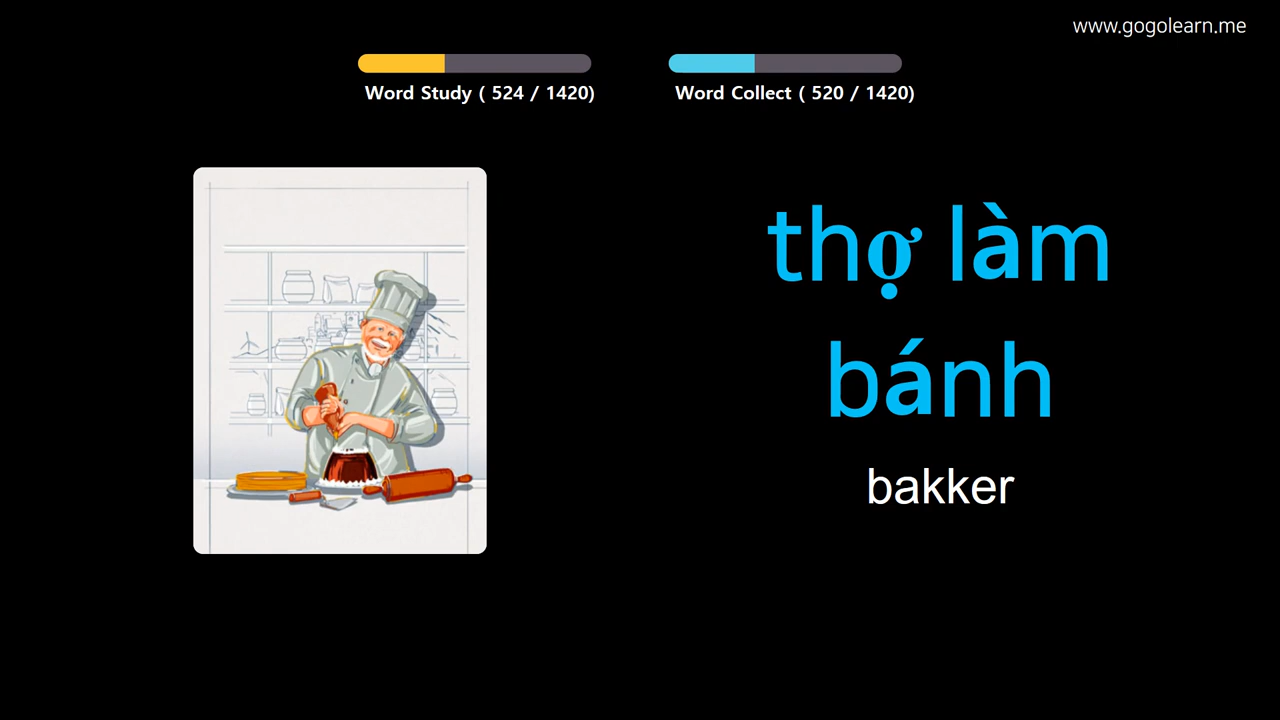 www.gogolearn.me
Word Study ( 524 / 1420)
Word Collect ( 520 / 1420)
thợ làm
bánh
bakker